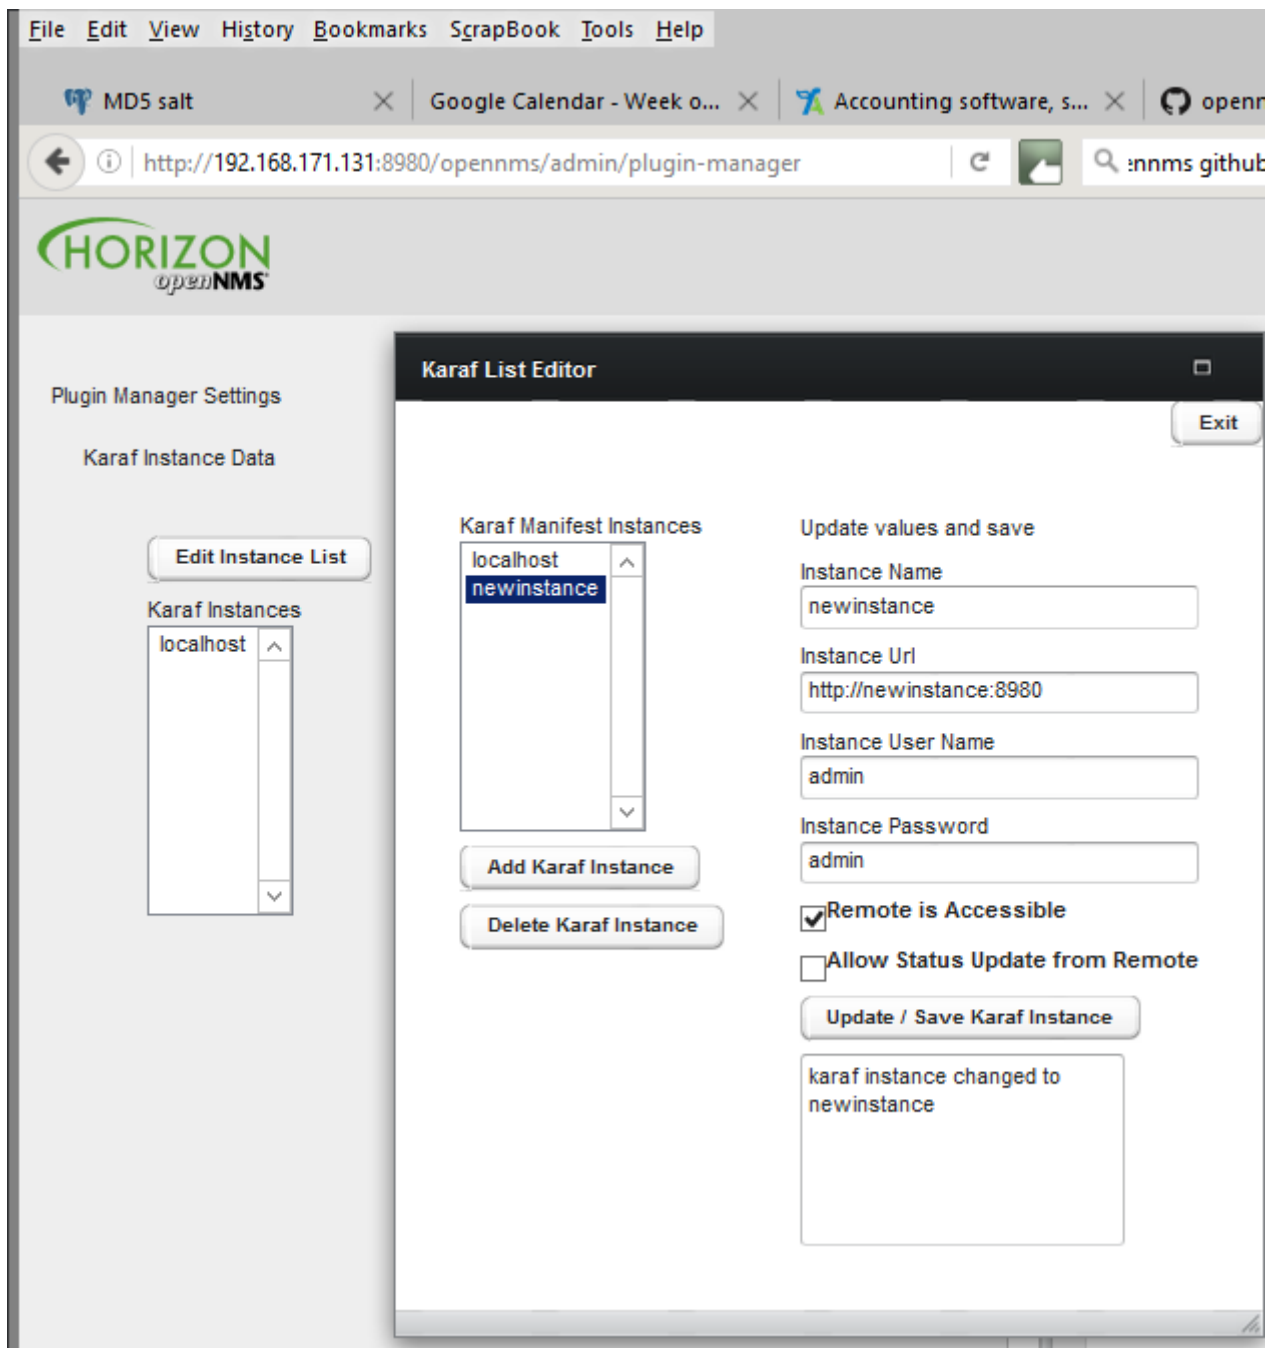 File Edit View History Bookmarks ScrapBook Tools Help
MD5 salt
Google Calendar - Week o...
Accounting software, s...
openn
http://192.168.171.131:8980/opennms/admin/plugin-manager
ennms github
HORIZON
openNMS
Plugin Manager Settings
Karaf Instance Data
Edit Instance List
Karaf Instances
localhost
Karaf List Editor
Exit
Karaf Manifest Instances
localhost
newinstance
Add Karaf Instance
Delete Karaf Instance
Update values and save
Instance Name
newinstance
Instance Url
http://newinstance:8980
Instance User Name
admin
Instance Password
admin
Remote is Accessible
Allow Status Update from Remote
Update / Save Karaf Instance
karaf instance changed to
newinstance